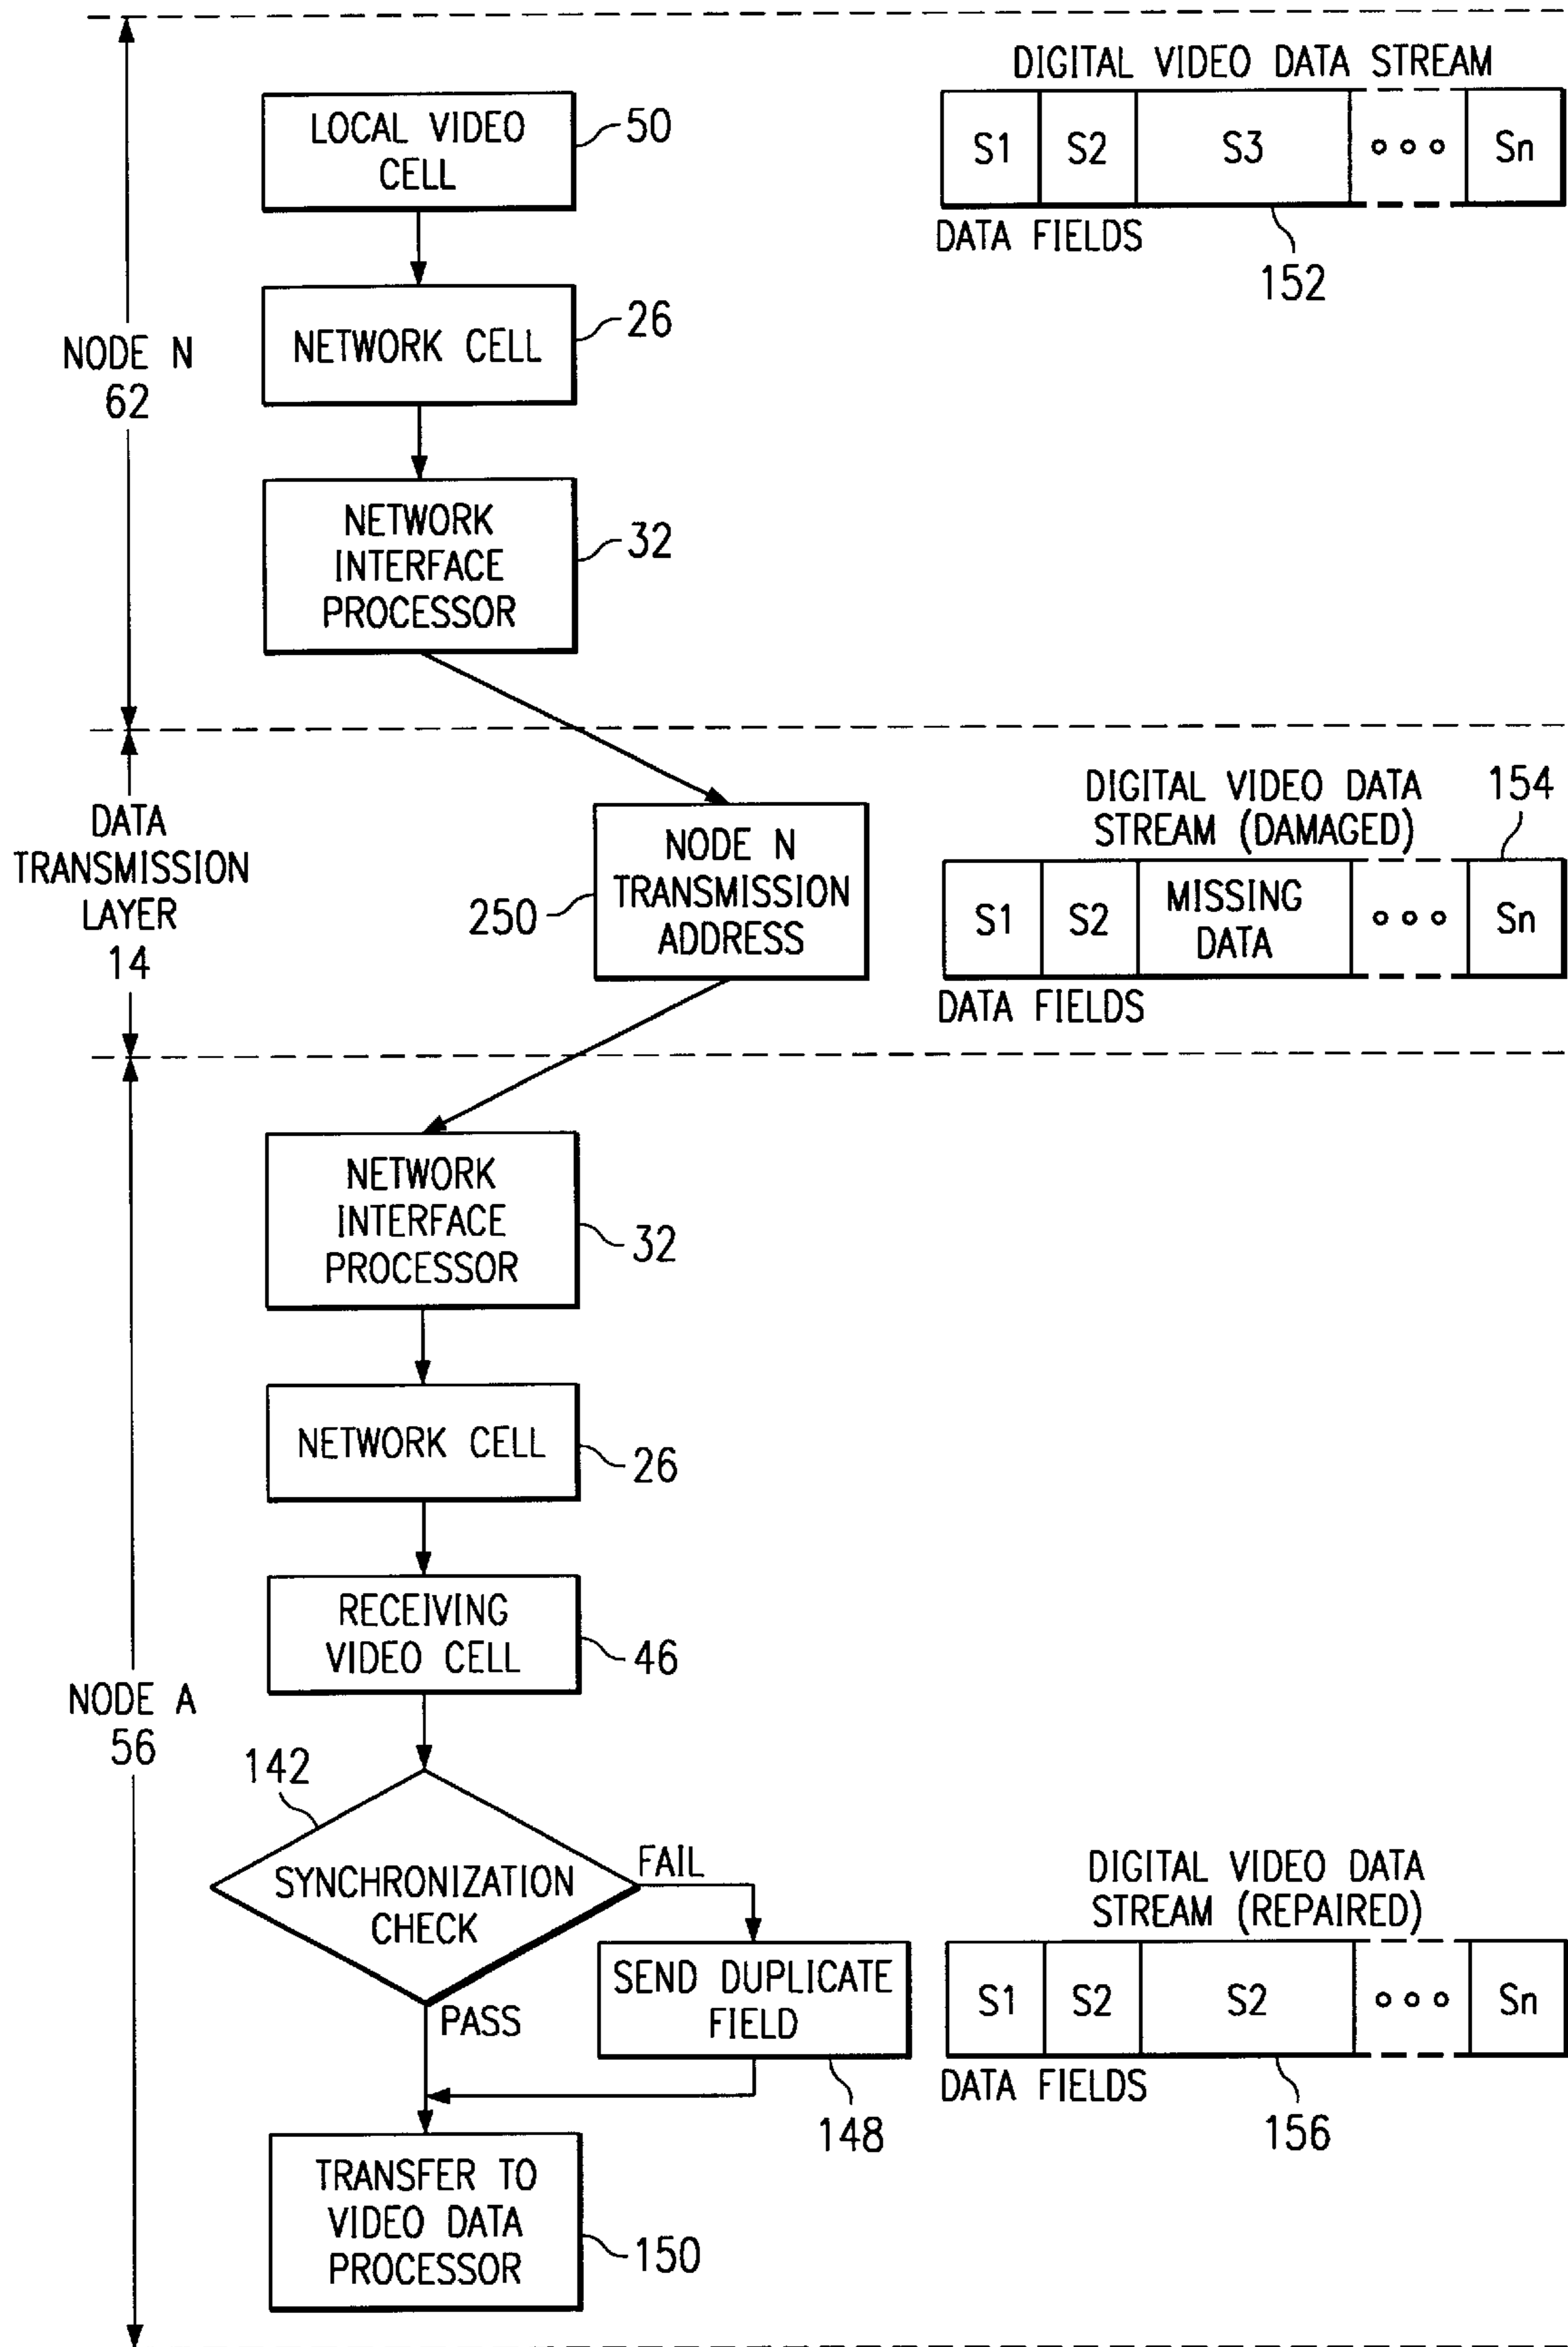 DIGITAL VIDEO DATA STREAM
LOCAL VIDEO
CELL
50
S1 S2 S3 ∘∘∘ Sn
DATA FIELDS
152
NODE N
62
NETWORK CELL
26
NETWORK
INTERFACE
PROCESSOR
32
DATA
TRANSMISSION
LAYER
14
NODE N
TRANSMISSION
ADDRESS
250
DIGITAL VIDEO DATA
STREAM (DAMAGED)
154
S1 S2 MISSING
DATA ∘∘∘ Sn
DATA FIELDS
NETWORK
INTERFACE
PROCESSOR
32
NETWORK CELL
26
RECEIVING
VIDEO CELL
46
NODE A
56
142
SYNCHRONIZATION
CHECK
FAIL
PASS
SEND DUPLICATE
FIELD
148
DIGITAL VIDEO DATA
STREAM (REPAIRED)
S1 S2 S2 ∘∘∘ Sn
DATA FIELDS
156
TRANSFER TO
VIDEO DATA
PROCESSOR
150